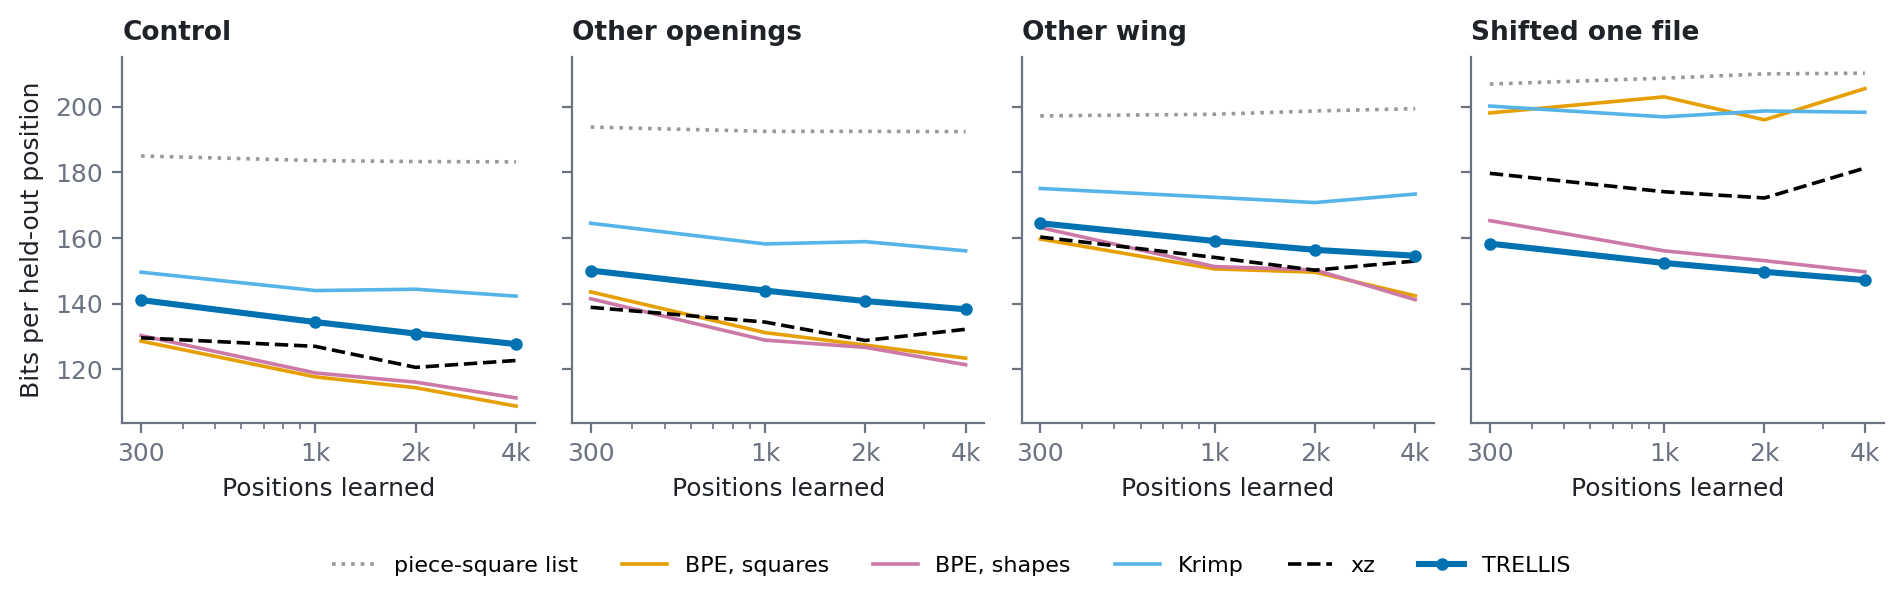 Control
Other openings
Other wing
Shifted one file
Bits per held-out position
200
180
160
140
120
300 1k 2k 4k
300 1k 2k 4k
300 1k 2k 4k
300 1k 2k 4k
Positions learned
Positions learned
Positions learned
Positions learned
piece-square list BPE, squares BPE, shapes Krimp xz TRELLIS